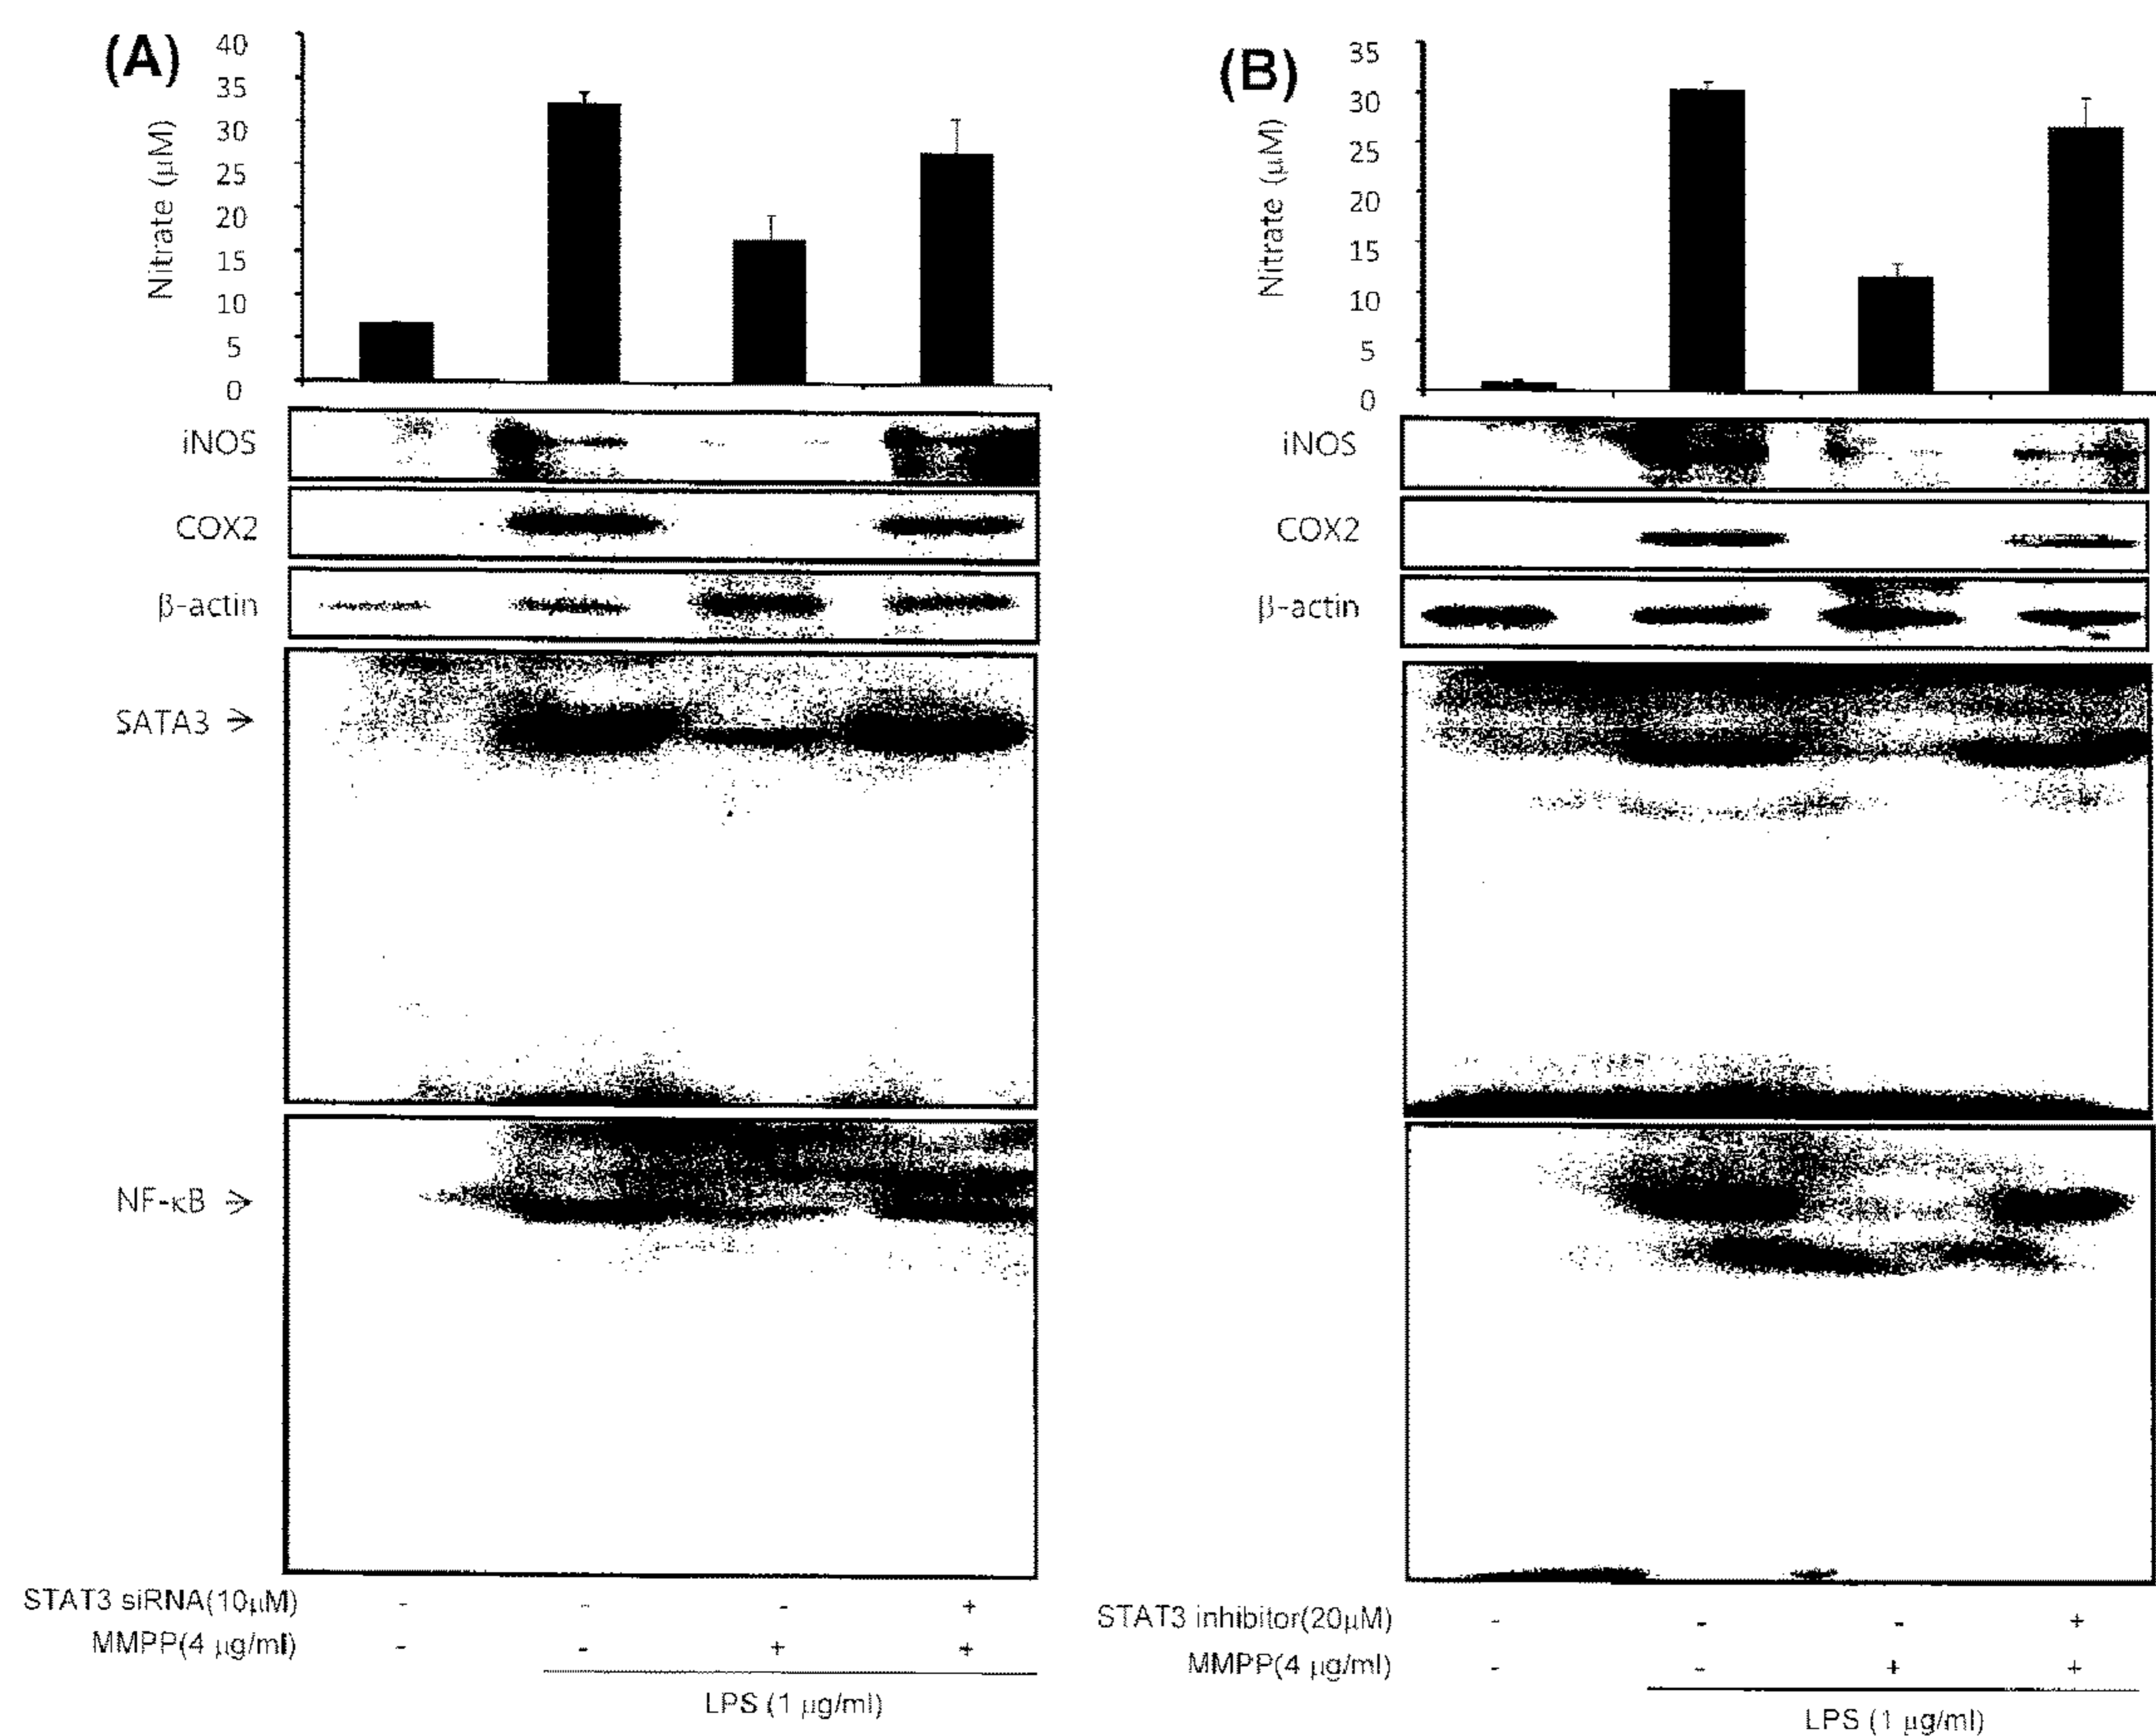 (A)
Nitrate (μM)
40
35
30
25
20
15
10
5
0
iNOS
COX2
β-actin
SATA3 →
NF-κB →
STAT3 siRNA(10μM) - - - +
MMPP(4 μg/ml) - - + +
LPS (1 μg/ml)
(B)
Nitrate (μM)
35
30
25
20
15
10
5
0
iNOS
COX2
β-actin
STAT3 inhibitor(20μM) - - - +
MMPP(4 μg/ml) - - + +
LPS (1 μg/ml)